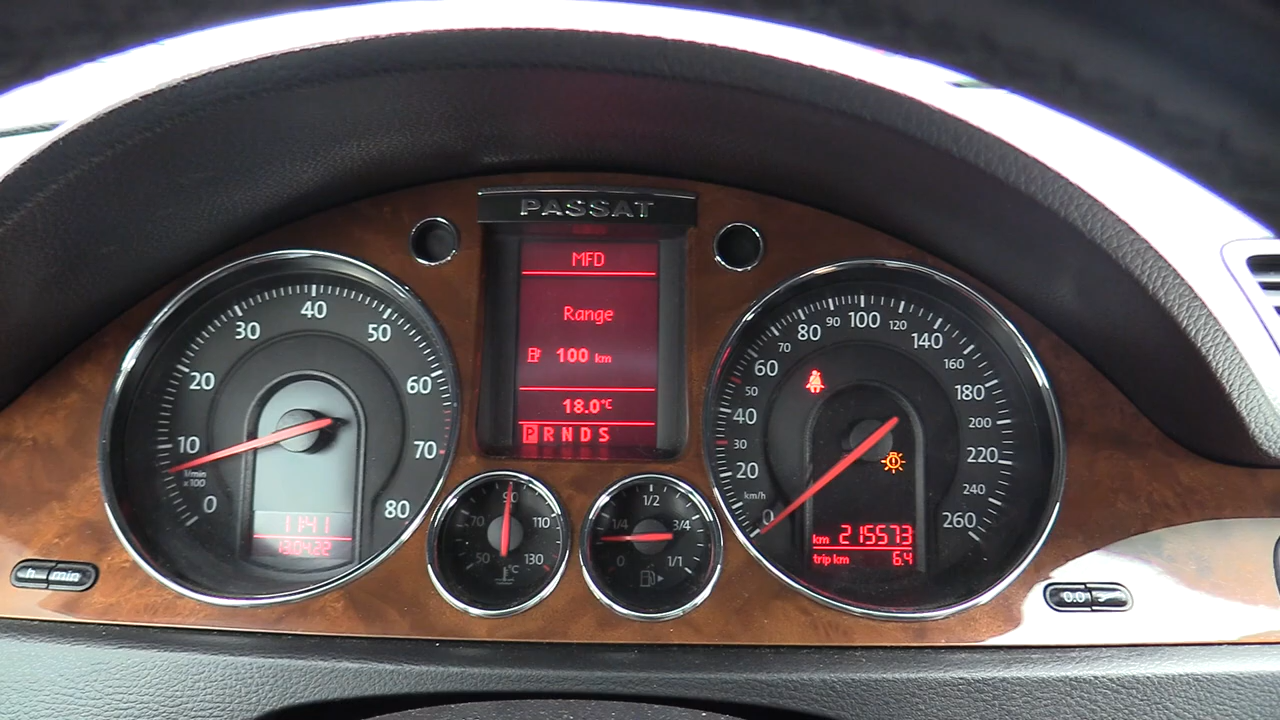 PASSAT
MFD
Range
100 km
18.0°C
P R N D S
0 10 20 30 40 50 60 70 80
1/min
x100
11:41
13.04.22
50 70 90 110 130
°C
0 1/4 1/2 3/4 1/1
0 20 30 40 50 60 70 80 90 100 120 140 160 180 200 220 240 260
km/h
km 215573
trip km 6.4
h min
0.0